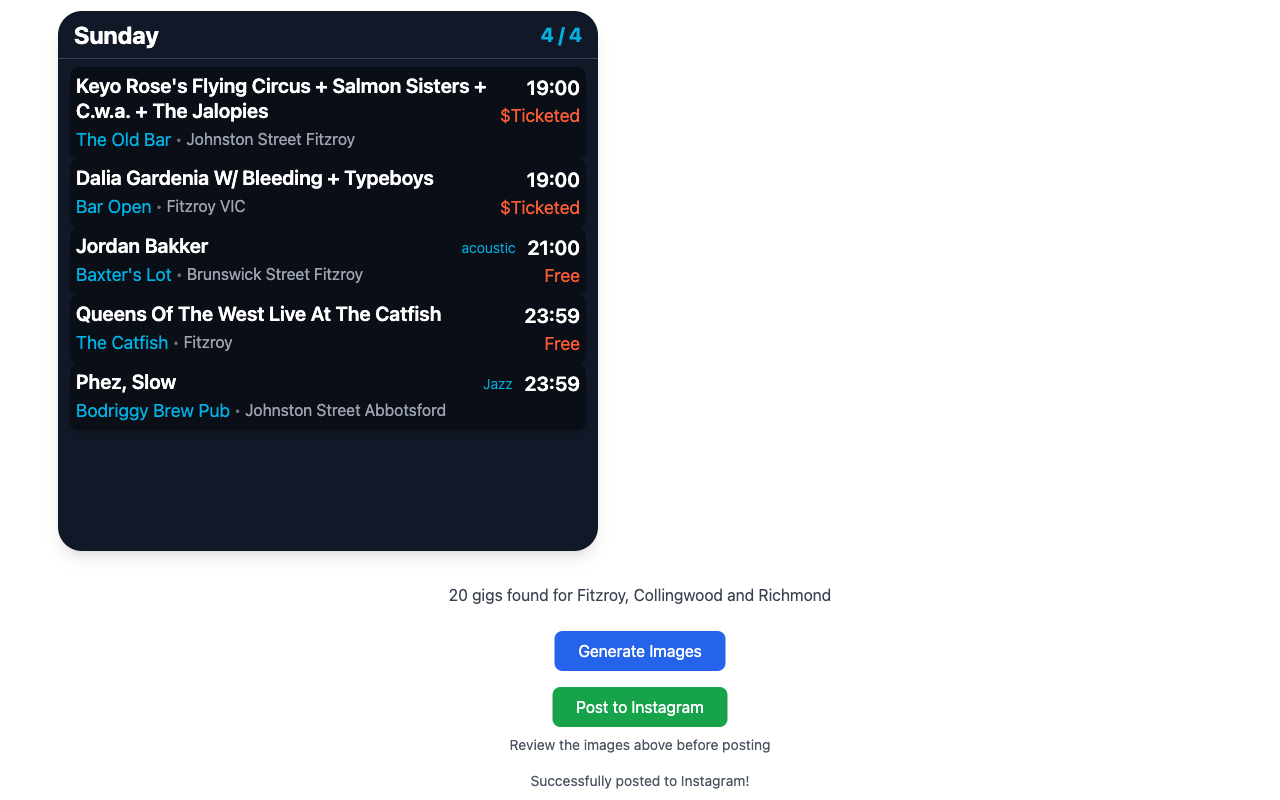 Sunday 4 / 4
Keyo Rose's Flying Circus + Salmon Sisters + 19:00
C.w.a. + The Jalopies $Ticketed
The Old Bar • Johnston Street Fitzroy
Dalia Gardenia W/ Bleeding + Typeboys 19:00
Bar Open • Fitzroy VIC $Ticketed
Jordan Bakker acoustic 21:00
Baxter's Lot • Brunswick Street Fitzroy Free
Queens Of The West Live At The Catfish 23:59
The Catfish • Fitzroy Free
Phez, Slow Jazz 23:59
Bodriggy Brew Pub • Johnston Street Abbotsford
20 gigs found for Fitzroy, Collingwood and Richmond
Generate Images
Post to Instagram
Review the images above before posting
Successfully posted to Instagram!